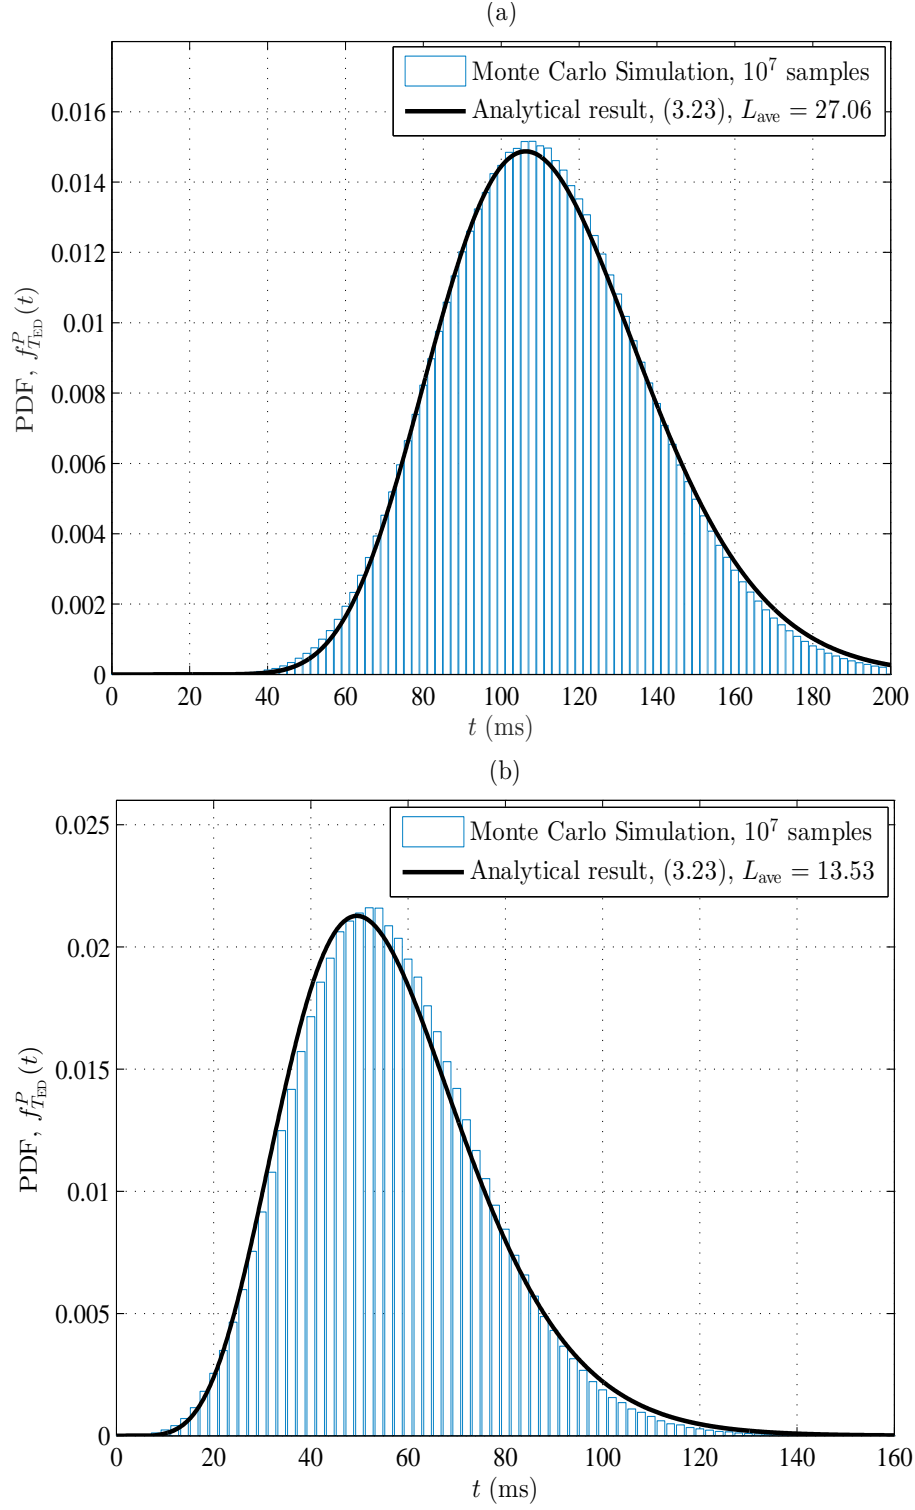 (a)
Monte Carlo Simulation, 10⁷ samples
Analytical result, (3.23), L_ave = 27.06
0.016
0.014
0.012
0.01
0.008
0.006
0.004
0.002
0
PDF, f^P_{T_ED}(t)
0 20 40 60 80 100 120 140 160 180 200
t (ms)
(b)
Monte Carlo Simulation, 10⁷ samples
Analytical result, (3.23), L_ave = 13.53
0.025
0.02
0.015
0.01
0.005
0
PDF, f^P_{T_ED}(t)
0 20 40 60 80 100 120 140 160
t (ms)